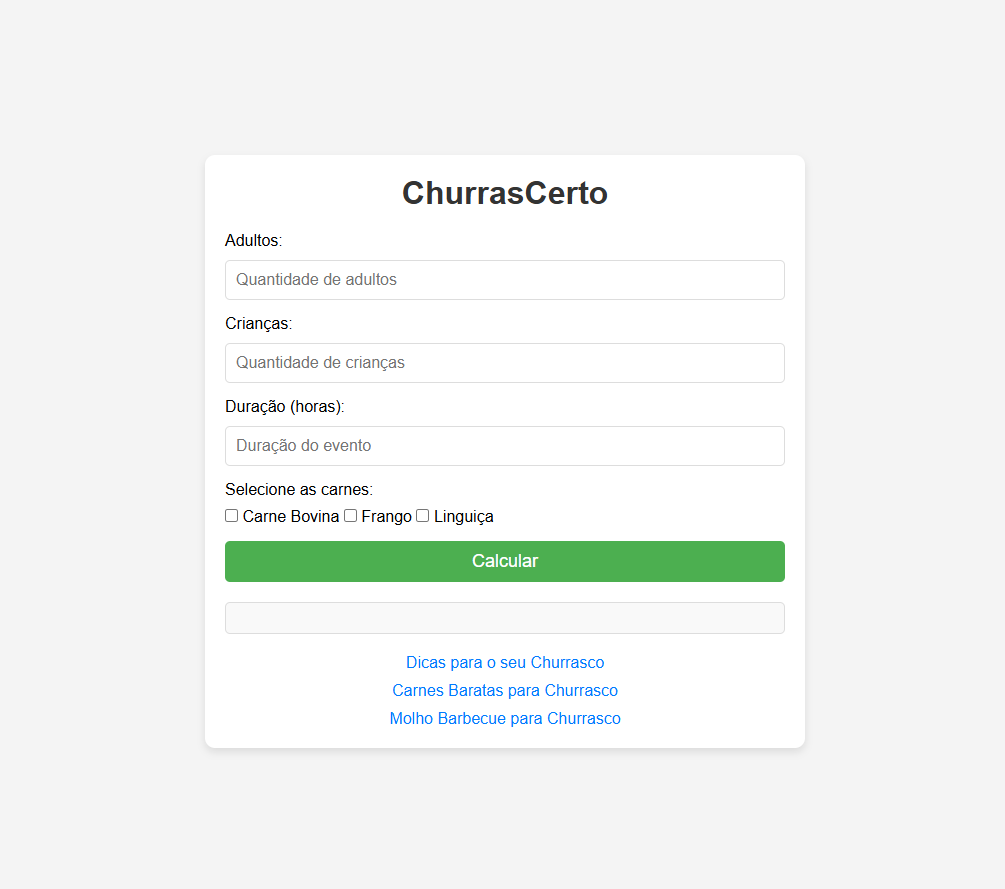 ChurrasCerto
Adultos:
Quantidade de adultos
Crianças:
Quantidade de crianças
Duração (horas):
Duração do evento
Selecione as carnes:
Carne Bovina Frango Linguiça
Calcular
Dicas para o seu Churrasco
Carnes Baratas para Churrasco
Molho Barbecue para Churrasco